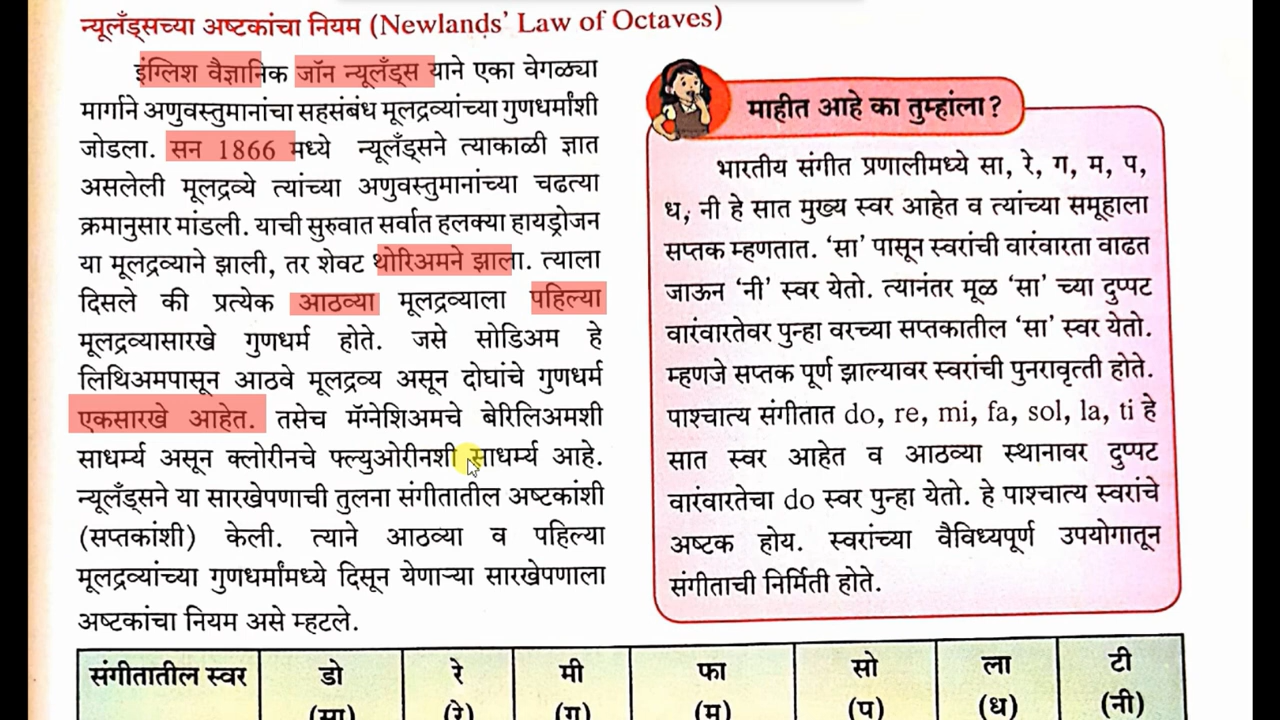 न्यूलँड्सच्या अष्टकांचा नियम (Newlands' Law of Octaves)
इंग्लिश वैज्ञानिक जॉन न्यूलँड्स याने एका वेगळ्या
मार्गाने अणुवस्तुमानांचा सहसंबंध मूलद्रव्यांच्या गुणधर्मांशी
जोडला. सन 1866 मध्ये न्यूलँड्सने त्याकाळी ज्ञात
असलेली मूलद्रव्ये त्यांच्या अणुवस्तुमानांच्या चढत्या
क्रमानुसार मांडली. याची सुरुवात सर्वात हलक्या हायड्रोजन
या मूलद्रव्याने झाली, तर शेवट थोरिअमने झाला. त्याला
दिसले की प्रत्येक आठव्या मूलद्रव्याला पहिल्या
मूलद्रव्यासारखे गुणधर्म होते. जसे सोडिअम हे
लिथिअमपासून आठवे मूलद्रव्य असून दोघांचे गुणधर्म
एकसारखे आहेत. तसेच मॅग्नेशिअमचे बेरिलिअमशी
साधर्म्य असून क्लोरीनचे फ्ल्युओरीनशी साधर्म्य आहे.
न्यूलँड्सने या सारखेपणाची तुलना संगीतातील अष्टकांशी
(सप्तकांशी) केली. त्याने आठव्या व पहिल्या
मूलद्रव्यांच्या गुणधर्मांमध्ये दिसून येणाऱ्या सारखेपणाला
अष्टकांचा नियम असे म्हटले.
माहीत आहे का तुम्हांला ?
भारतीय संगीत प्रणालीमध्ये सा, रे, ग, म, प,
ध, नी हे सात मुख्य स्वर आहेत व त्यांच्या समूहाला
सप्तक म्हणतात. 'सा' पासून स्वरांची वारंवारता वाढत
जाऊन 'नी' स्वर येतो. त्यानंतर मूळ 'सा' च्या दुप्पट
वारंवारतेवर पुन्हा वरच्या सप्तकातील 'सा' स्वर येतो.
म्हणजे सप्तक पूर्ण झाल्यावर स्वरांची पुनरावृत्ती होते.
पाश्चात्य संगीतात do, re, mi, fa, sol, la, ti हे
सात स्वर आहेत व आठव्या स्थानावर दुप्पट
वारंवारतेचा do स्वर पुन्हा येतो. हे पाश्चात्य स्वरांचे
अष्टक होय. स्वरांच्या वैविध्यपूर्ण उपयोगातून
संगीताची निर्मिती होते.
संगीतातील स्वर डो रे मी फा सो ला टी
(सा) (रे) (ग) (म) (प) (ध) (नी)